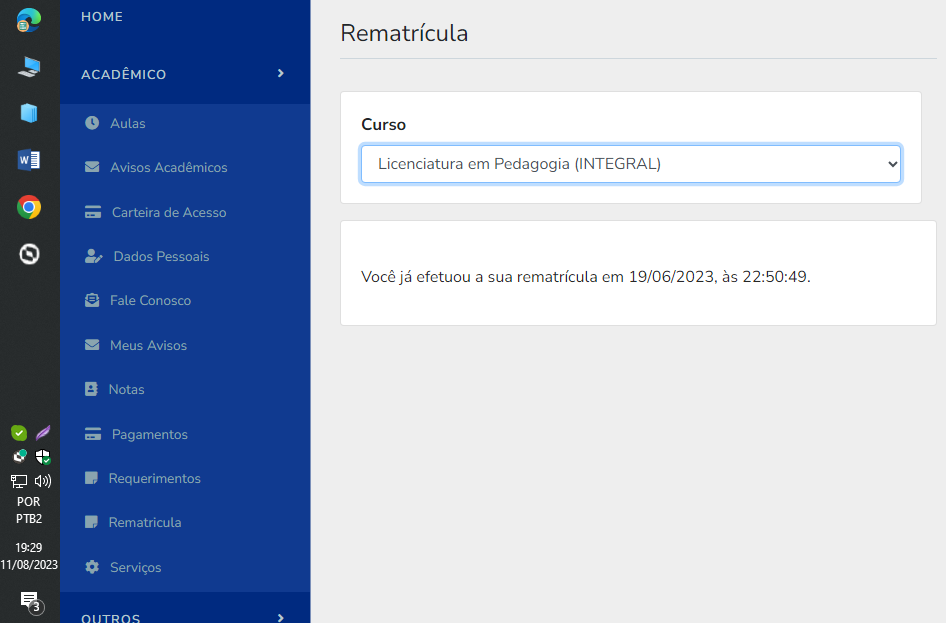 HOME
ACADÊMICO
Aulas
Avisos Acadêmicos
Carteira de Acesso
Dados Pessoais
Fale Conosco
Meus Avisos
Notas
Pagamentos
Requerimentos
Rematricula
Serviços
OUTROS
Rematrícula
Curso
Licenciatura em Pedagogia (INTEGRAL)
Você já efetuou a sua rematrícula em 19/06/2023, às 22:50:49.
W
POR
PTB2
19:29
11/08/2023
3